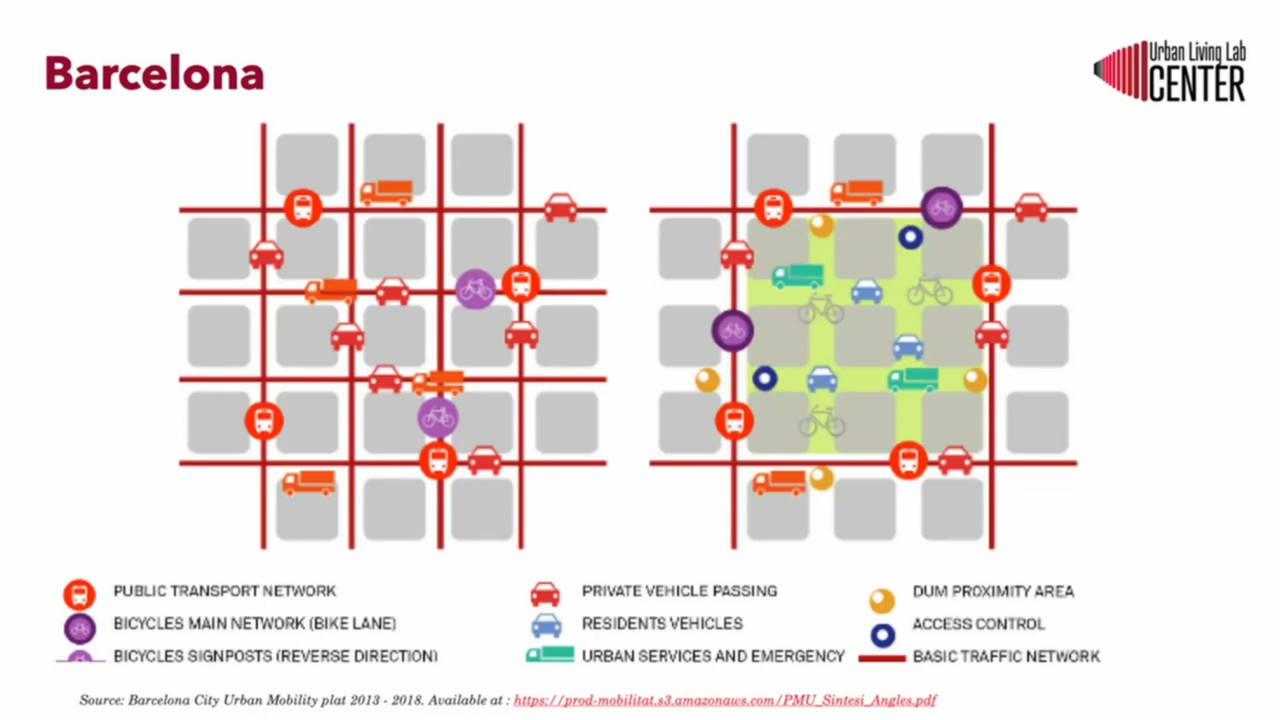 Barcelona
Urban Living Lab
CENTER
PUBLIC TRANSPORT NETWORK
BICYCLES MAIN NETWORK (BIKE LANE)
BICYCLES SIGNPOSTS (REVERSE DIRECTION)
PRIVATE VEHICLE PASSING
RESIDENTS VEHICLES
URBAN SERVICES AND EMERGENCY
DUM PROXIMITY AREA
ACCESS CONTROL
BASIC TRAFFIC NETWORK
Source: Barcelona City Urban Mobility plat 2013 - 2018. Available at : https://prod-mobilitat.s3.amazonaws.com/PMU_Sintesi_Angles.pdf